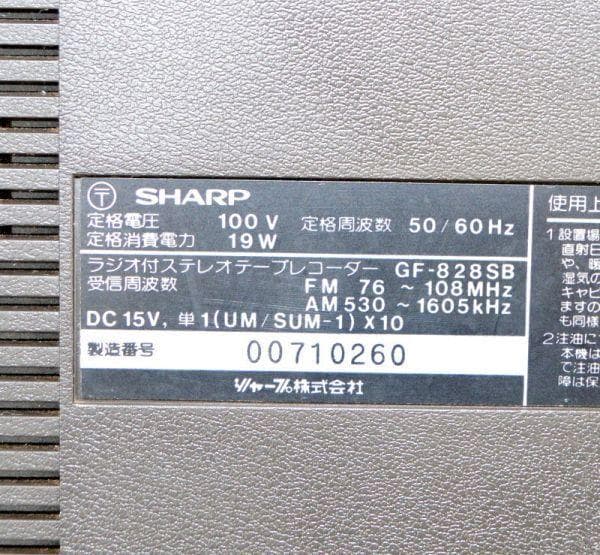 〒 SHARP
定格電圧 100V 定格周波数 50/60Hz
定格消費電力 19W
ラジオ付ステレオテープレコーダー GF-828SB
受信周波数 FM 76 ~ 108MHz
AM 530 ~ 1605kHz
DC 15V, 単1(UM/SUM-1)X10
製造番号 00710260
シャープ株式会社
使用上
1設置場
直射日
や、暖
湿気の
キャビ
ますの
も同様
2注油に
本機は
で注油
障は保